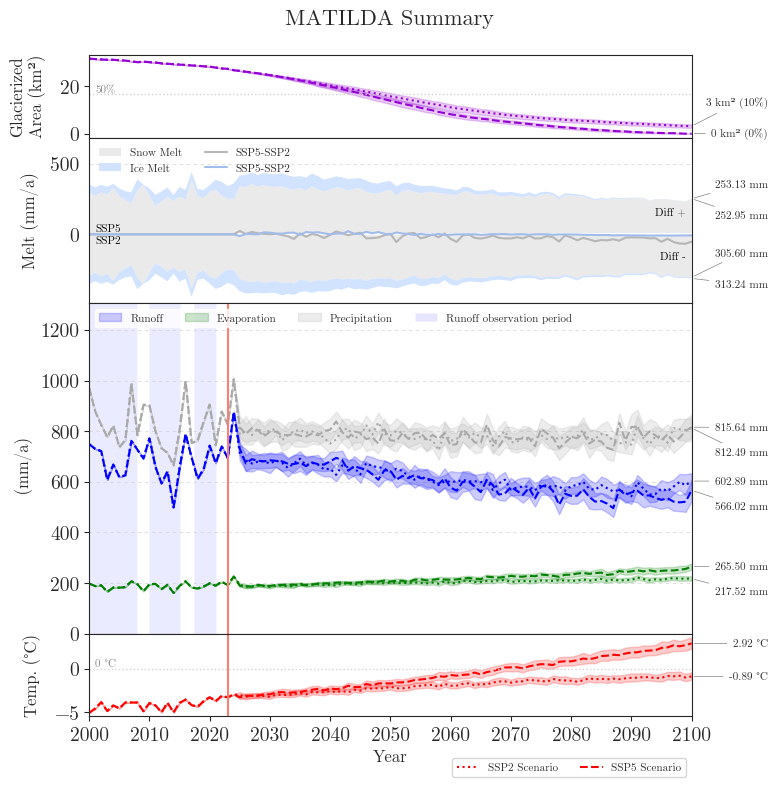 MATILDA Summary
Glacierized
Area (km²)
20
0
50%
3 km² (10%)
0 km² (0%)
Melt (mm/a)
500
0
Snow Melt
Ice Melt
SSP5-SSP2
SSP5-SSP2
SSP5
SSP2
Diff +
Diff -
253.13 mm
252.95 mm
305.60 mm
313.24 mm
Runoff
Evaporation
Precipitation
Runoff observation period
(mm/a)
1200
1000
800
600
400
200
0
815.64 mm
812.49 mm
602.89 mm
566.02 mm
265.50 mm
217.52 mm
Temp. (°C)
0
−5
0 °C
2.92 °C
-0.89 °C
2000 2010 2020 2030 2040 2050 2060 2070 2080 2090 2100
Year
SSP2 Scenario
SSP5 Scenario